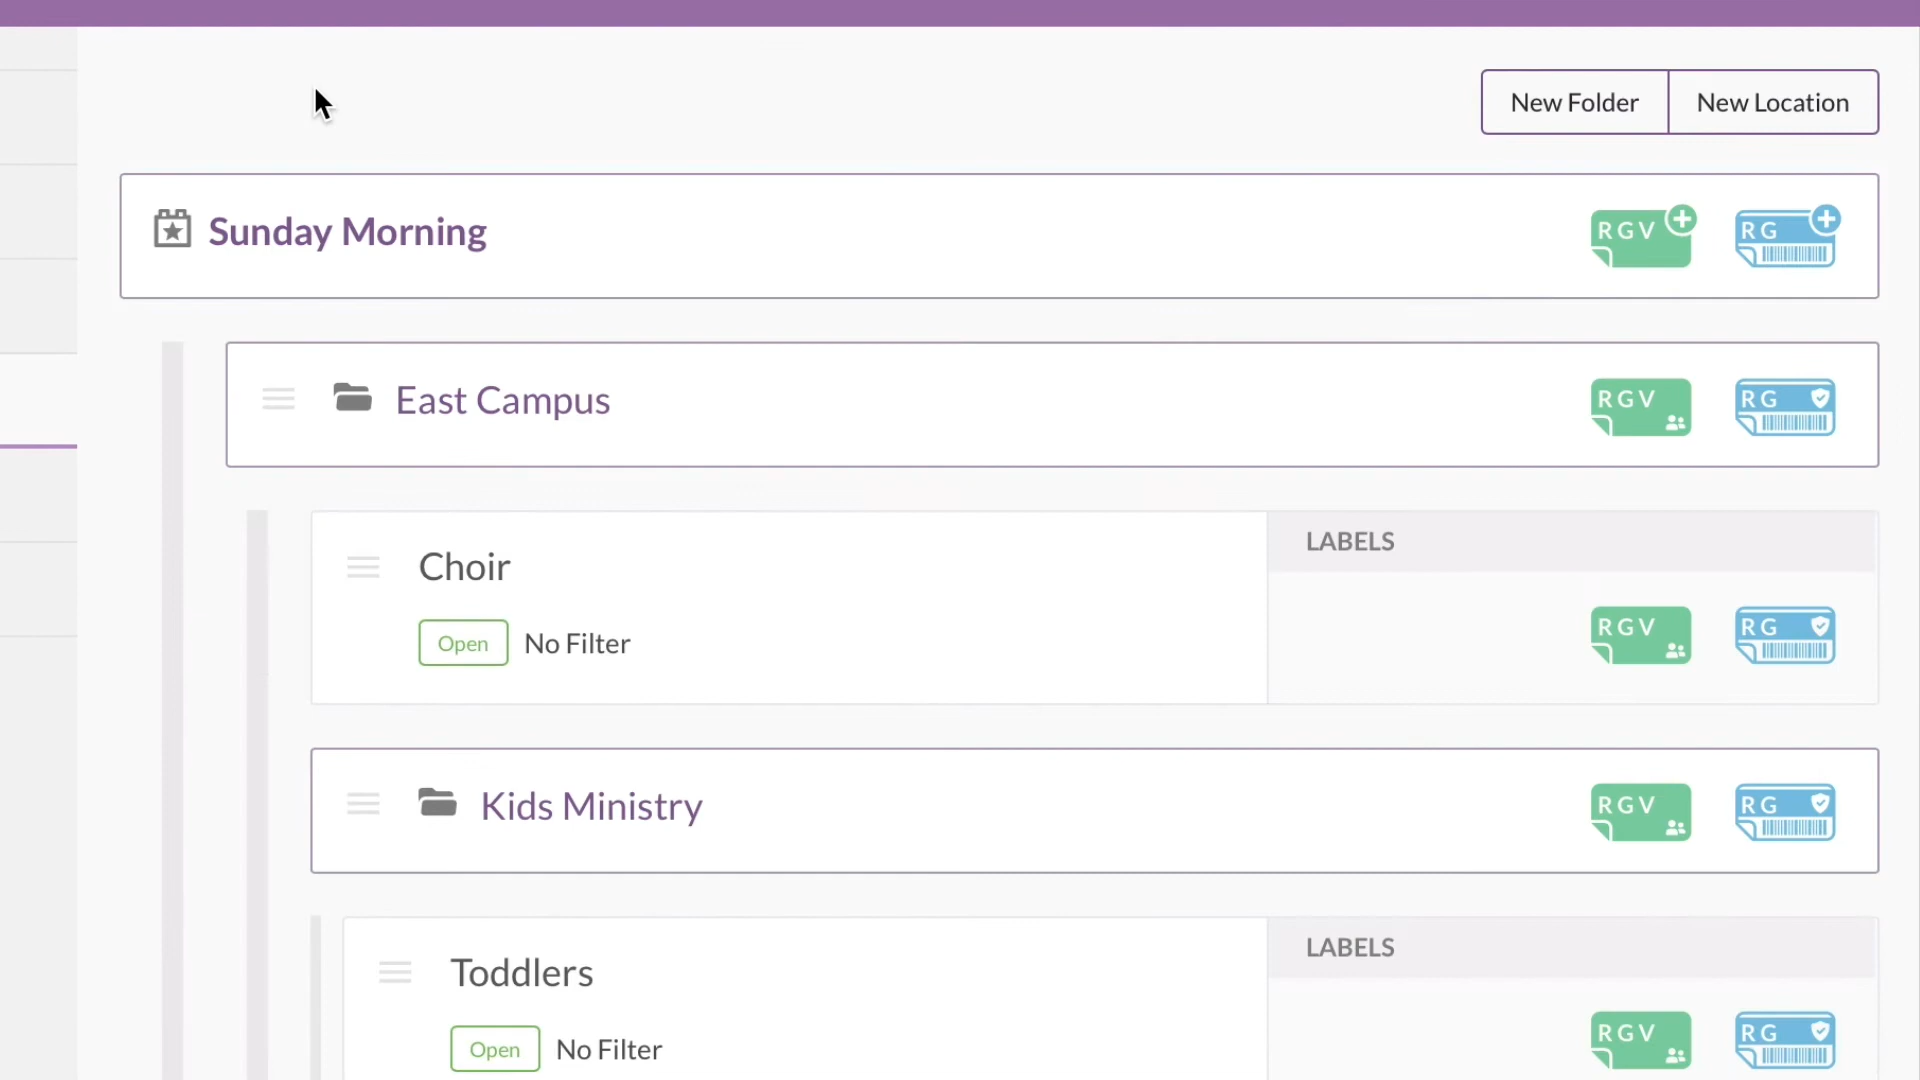 New Folder New Location
Sunday Morning RGV RG
East Campus RGV RG
Choir LABELS
Open No Filter RGV RG
Kids Ministry RGV RG
Toddlers LABELS
Open No Filter RGV RG